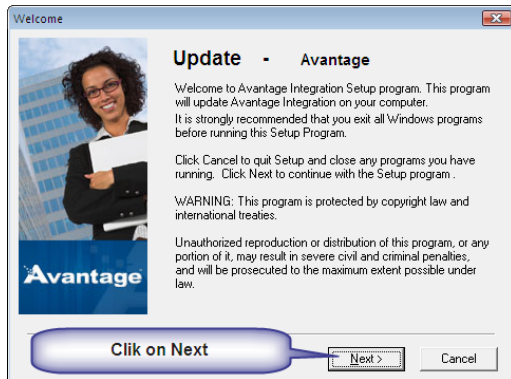 Welcome
Update - Avantage
Welcome to Avantage Integration Setup program. This program
will update Avantage Integration on your computer.
It is strongly recommended that you exit all Windows programs
before running this Setup Program.
Click Cancel to quit Setup and close any programs you have
running. Click Next to continue with the Setup program .
WARNING: This program is protected by copyright law and
international treaties.
Unauthorized reproduction or distribution of this program, or any
portion of it, may result in severe civil and criminal penalties,
and will be prosecuted to the maximum extent possible under
law.
Avantage
Clik on Next
Next >
Cancel